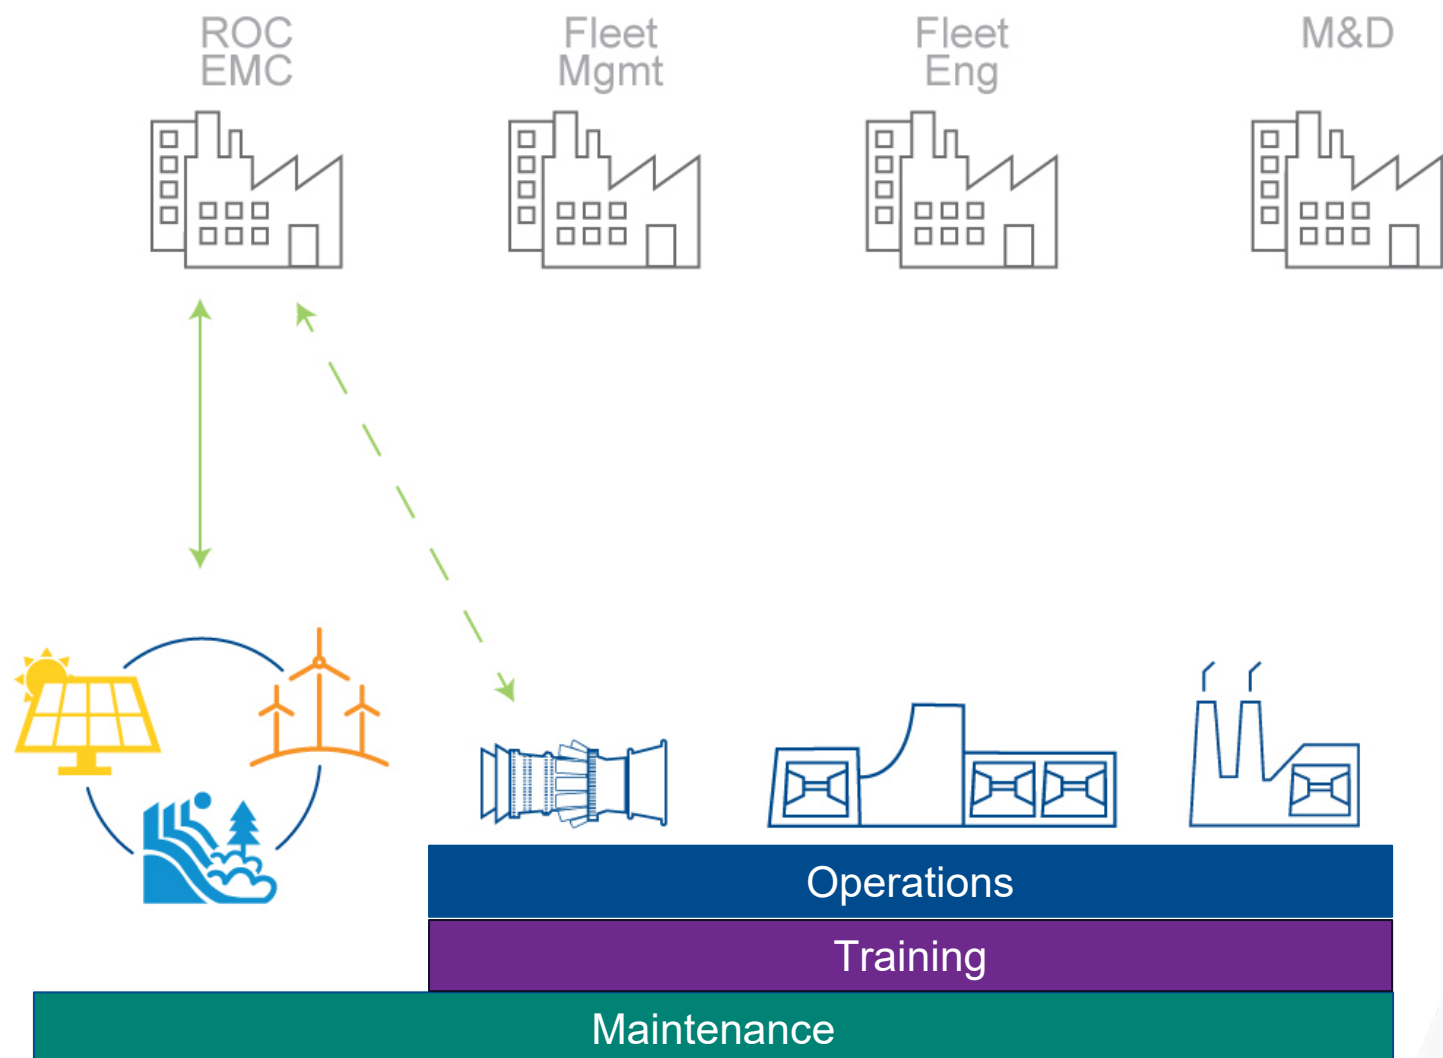 ROC
EMC
Fleet
Mgmt
Fleet
Eng
M&D
Operations
Training
Maintenance